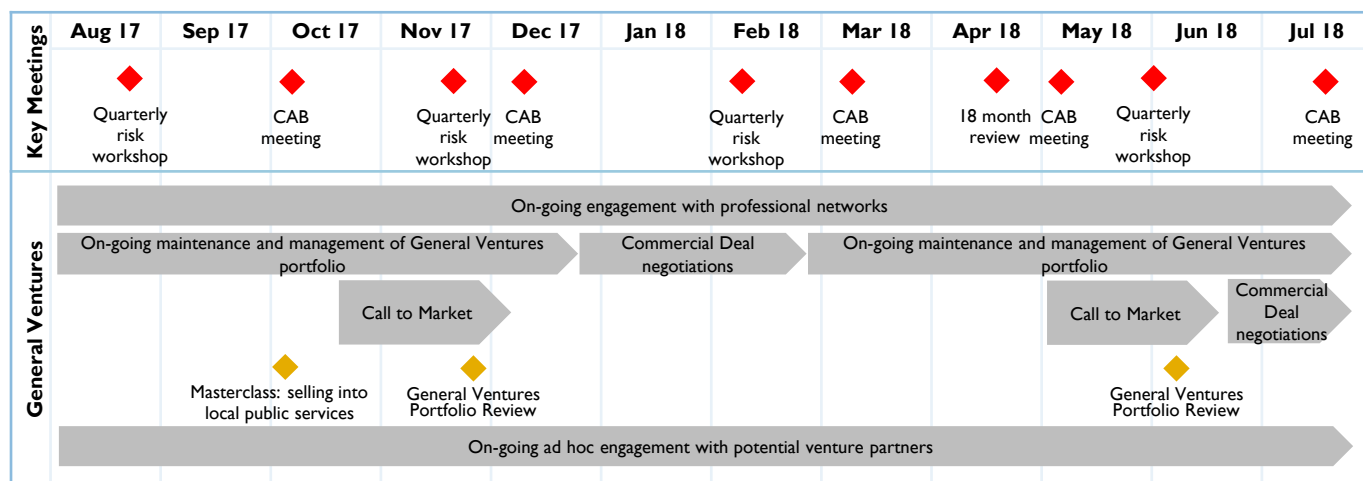 Aug 17 Sep 17 Oct 17 Nov 17 Dec 17 Jan 18 Feb 18 Mar 18 Apr 18 May 18 Jun 18 Jul 18
Key Meetings
Quarterly
risk
workshop
CAB
meeting
Quarterly
risk
workshop
CAB
meeting
Quarterly
risk
workshop
CAB
meeting
18 month
review
CAB
meeting
Quarterly
risk
workshop
CAB
meeting
General Ventures
On-going engagement with professional networks
On-going maintenance and management of General Ventures
portfolio
Commercial Deal
negotiations
On-going maintenance and management of General Ventures
portfolio
Call to Market
Call to Market
Commercial
Deal
negotiations
Masterclass: selling into
local public services
General Ventures
Portfolio Review
General Ventures
Portfolio Review
On-going ad hoc engagement with potential venture partners